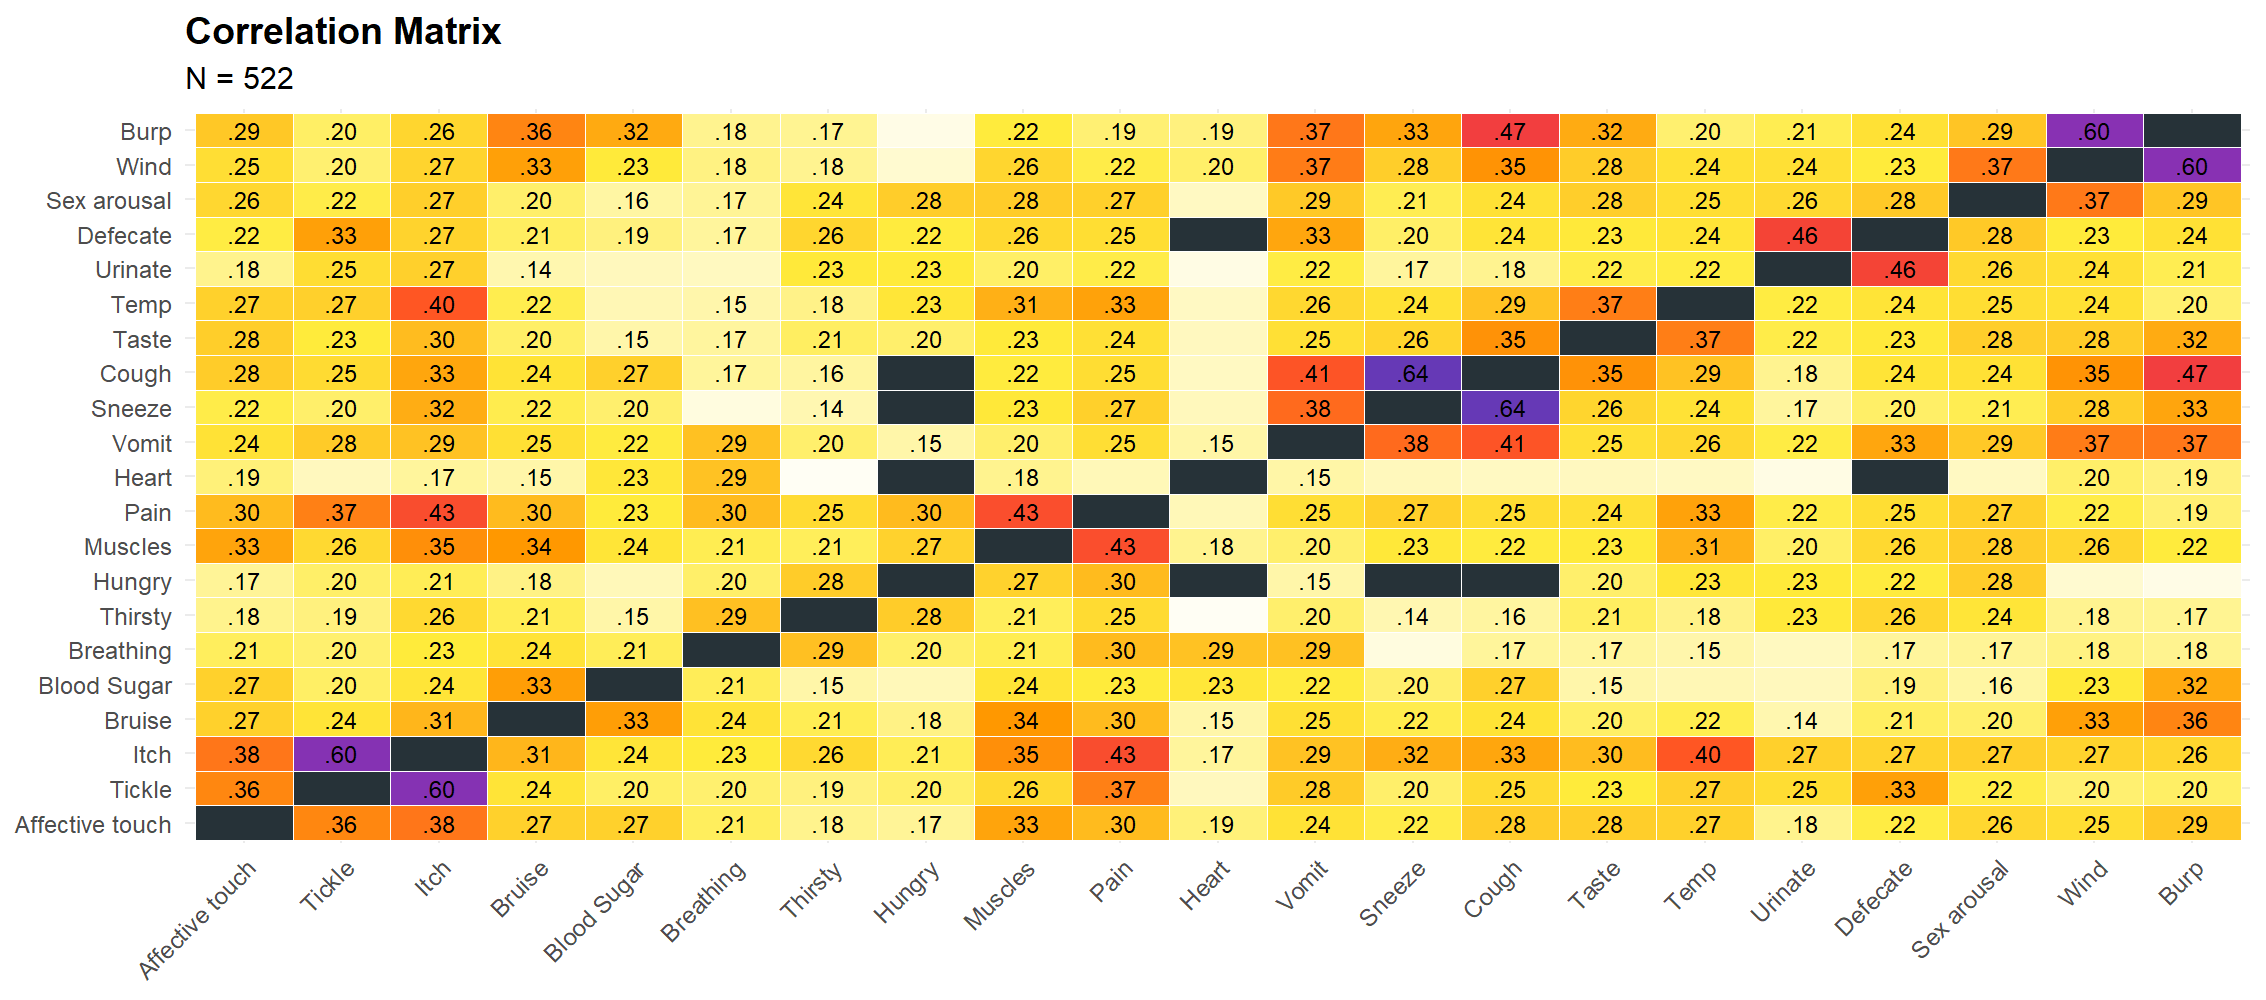 Correlation Matrix
N = 522
Burp .29 .20 .26 .36 .32 .18 .17 .22 .19 .19 .37 .33 .47 .32 .20 .21 .24 .29 .60
Wind .25 .20 .27 .33 .23 .18 .18 .26 .22 .20 .37 .28 .35 .28 .24 .24 .23 .37 .60
Sex arousal .26 .22 .27 .20 .16 .17 .24 .28 .28 .27 .29 .21 .24 .28 .25 .26 .28 .37 .29
Defecate .22 .33 .27 .21 .19 .17 .26 .22 .26 .25 .33 .20 .24 .23 .24 .46 .28 .23 .24
Urinate .18 .25 .27 .14 .23 .23 .20 .22 .22 .17 .18 .22 .22 .46 .26 .24 .21
Temp .27 .27 .40 .22 .15 .18 .23 .31 .33 .26 .24 .29 .37 .22 .24 .25 .24 .20
Taste .28 .23 .30 .20 .15 .17 .21 .20 .23 .24 .25 .26 .35 .37 .22 .23 .28 .28 .32
Cough .28 .25 .33 .24 .27 .17 .16 .22 .25 .41 .64 .35 .29 .18 .24 .24 .35 .47
Sneeze .22 .20 .32 .22 .20 .14 .23 .27 .38 .64 .26 .24 .17 .20 .21 .28 .33
Vomit .24 .28 .29 .25 .22 .29 .20 .15 .20 .25 .15 .38 .41 .25 .26 .22 .33 .29 .37 .37
Heart .19 .17 .15 .23 .29 .18 .15 .20 .19
Pain .30 .37 .43 .30 .23 .30 .25 .30 .43 .25 .27 .25 .24 .33 .22 .25 .27 .22 .19
Muscles .33 .26 .35 .34 .24 .21 .21 .27 .43 .18 .20 .23 .22 .23 .31 .20 .26 .28 .26 .22
Hungry .17 .20 .21 .18 .20 .28 .27 .30 .15 .20 .23 .23 .22 .28
Thirsty .18 .19 .26 .21 .15 .29 .28 .21 .25 .20 .14 .16 .21 .18 .23 .26 .24 .18 .17
Breathing .21 .20 .23 .24 .21 .29 .20 .21 .30 .29 .29 .17 .17 .15 .17 .17 .18 .18
Blood Sugar .27 .20 .24 .33 .21 .15 .24 .23 .23 .22 .20 .27 .15 .19 .16 .23 .32
Bruise .27 .24 .31 .33 .24 .21 .18 .34 .30 .15 .25 .22 .24 .20 .22 .14 .21 .20 .33 .36
Itch .38 .60 .31 .24 .23 .26 .21 .35 .43 .17 .29 .32 .33 .30 .40 .27 .27 .27 .27 .26
Tickle .36 .60 .24 .20 .20 .19 .20 .26 .37 .28 .20 .25 .23 .27 .25 .33 .22 .20 .20
Affective touch .36 .38 .27 .27 .21 .18 .17 .33 .30 .19 .24 .22 .28 .28 .27 .18 .22 .26 .25 .29
Affective touch Tickle Itch Bruise Blood Sugar Breathing Thirsty Hungry Muscles Pain Heart Vomit Sneeze Cough Taste Temp Urinate Defecate Sex arousal Wind Burp